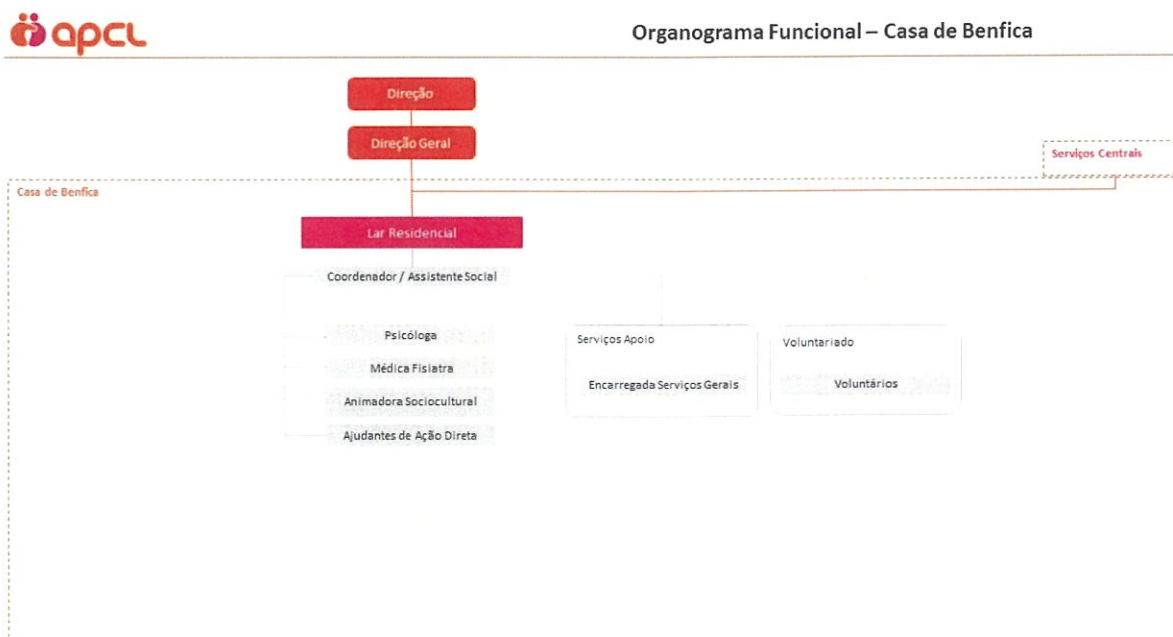 apcl
Organograma Funcional – Casa de Benfica
Direção
Direção Geral
Serviços Centrais
Casa de Benfica
Lar Residencial
Coordenador / Assistente Social
Psicóloga
Médica Fisiatra
Animadora Sociocultural
Ajudantes de Ação Direta
Serviços Apoio
Encarregada Serviços Gerais
Voluntariado
Voluntários